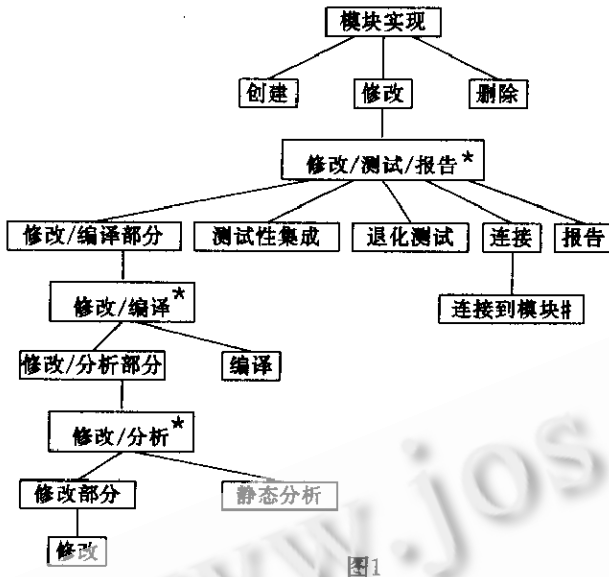 模块实现
创建
修改
删除
修改/测试/报告*
修改/编译部分
测试性集成
退化测试
连接
报告
修改/编译*
连接到模块#
修改/分析部分
编译
修改/分析*
修改部分
静态分析
修改
图1
www.jos